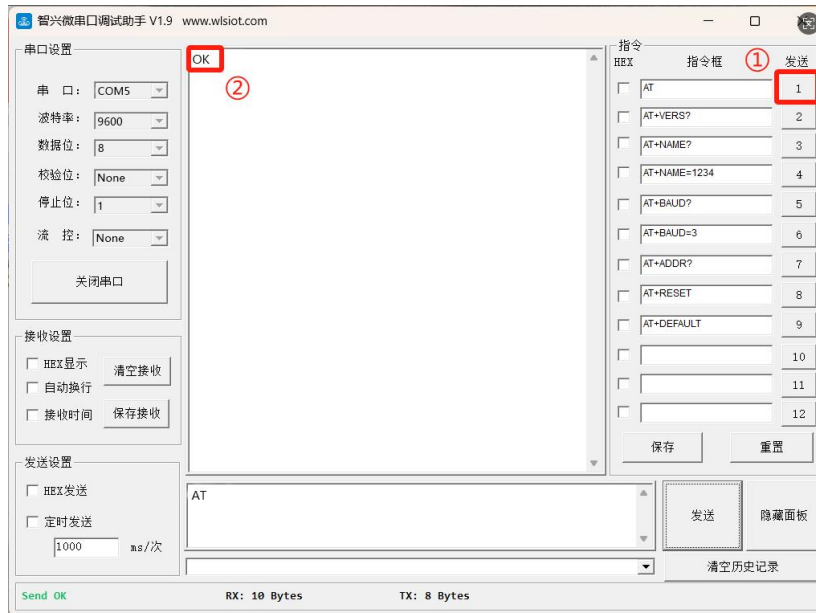 智兴微串口调试助手 V1.9 www.wlsiot.com
串口设置
串 口: COM5
波特率: 9600
数据位: 8
校验位: None
停止位: 1
流 控: None
关闭串口
接收设置
HEX显示
清空接收
自动换行
接收时间
保存接收
发送设置
HEX发送
定时发送
1000 ms/次
OK
②
指令
HEX 指令框 ① 发送
AT 1
AT+VERS? 2
AT+NAME? 3
AT+NAME=1234 4
AT+BAUD? 5
AT+BAUD=3 6
AT+ADDR? 7
AT+RESET 8
AT+DEFAULT 9
10
11
12
保存 重置
AT
发送 隐藏面板
清空历史记录
Send OK RX: 10 Bytes TX: 8 Bytes